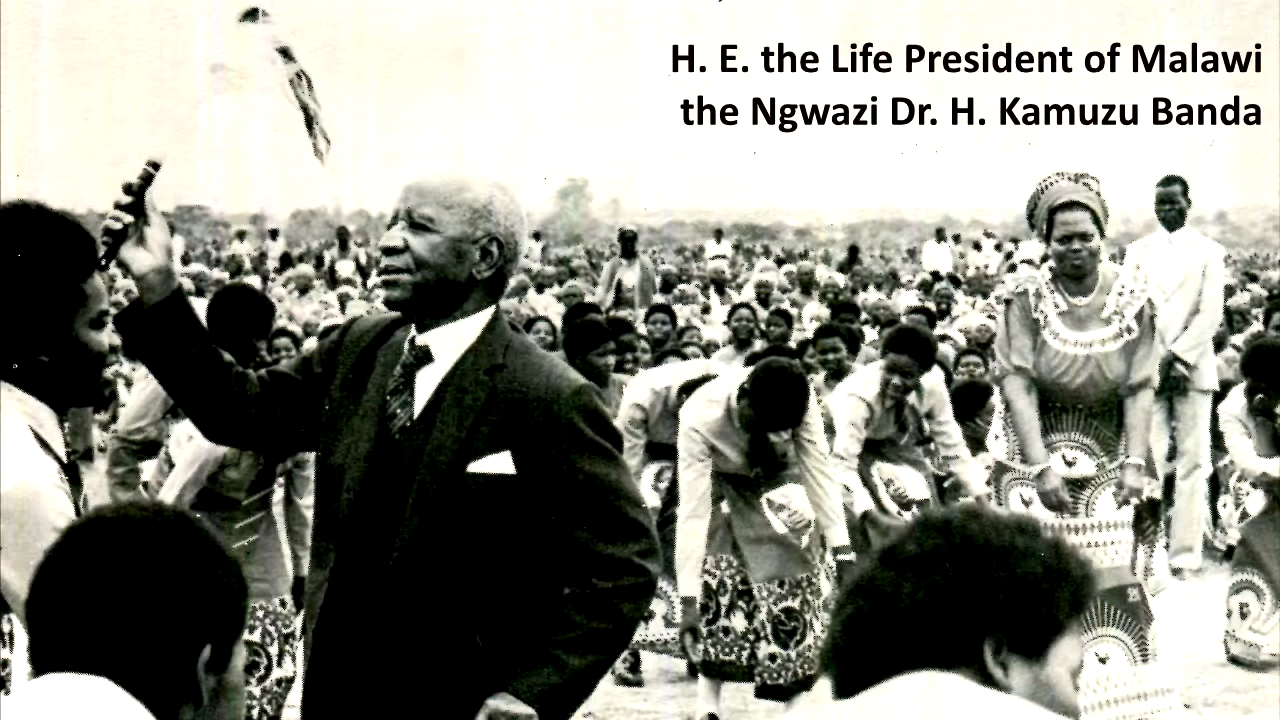 H. E. the Life President of Malawi
the Ngwazi Dr. H. Kamuzu Banda